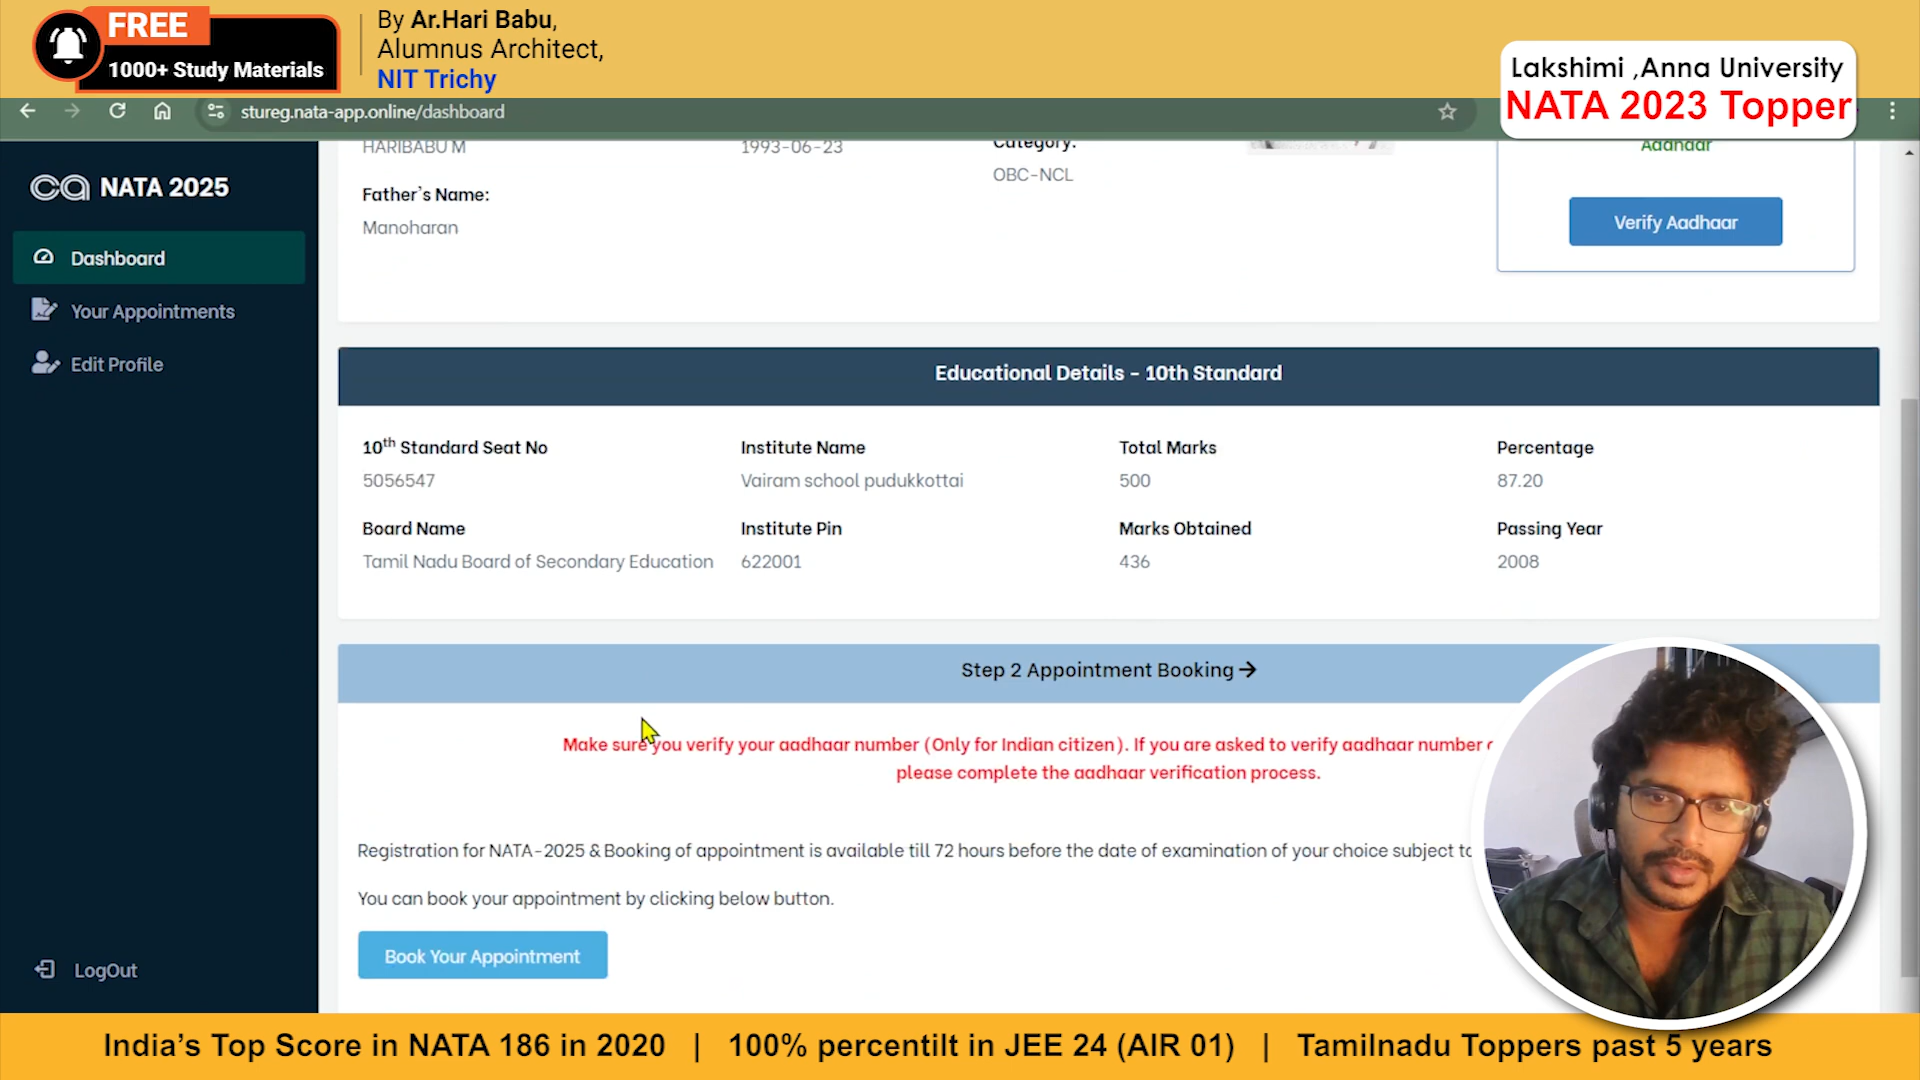 FREE
1000+ Study Materials
By Ar.Hari Babu,
Alumnus Architect,
NIT Trichy
Lakshimi ,Anna University
NATA 2023 Topper
stureg.nata-app.online/dashboard
NATA 2025
Dashboard
Your Appointments
Edit Profile
LogOut
HARIBABU M
1993-06-23
Category:
OBC-NCL
Father's Name:
Manoharan
Aadhaar
Verify Aadhaar
Educational Details - 10th Standard
10th Standard Seat No
5056547
Institute Name
Vairam school pudukkottai
Total Marks
500
Percentage
87.20
Board Name
Tamil Nadu Board of Secondary Education
Institute Pin
622001
Marks Obtained
436
Passing Year
2008
Step 2 Appointment Booking →
Make sure you verify your aadhaar number (Only for Indian citizen). If you are asked to verify aadhaar number
please complete the aadhaar verification process.
Registration for NATA-2025 & Booking of appointment is available till 72 hours before the date of examination of your choice subject to
You can book your appointment by clicking below button.
Book Your Appointment
India's Top Score in NATA 186 in 2020 | 100% percentilt in JEE 24 (AIR 01) | Tamilnadu Toppers past 5 years